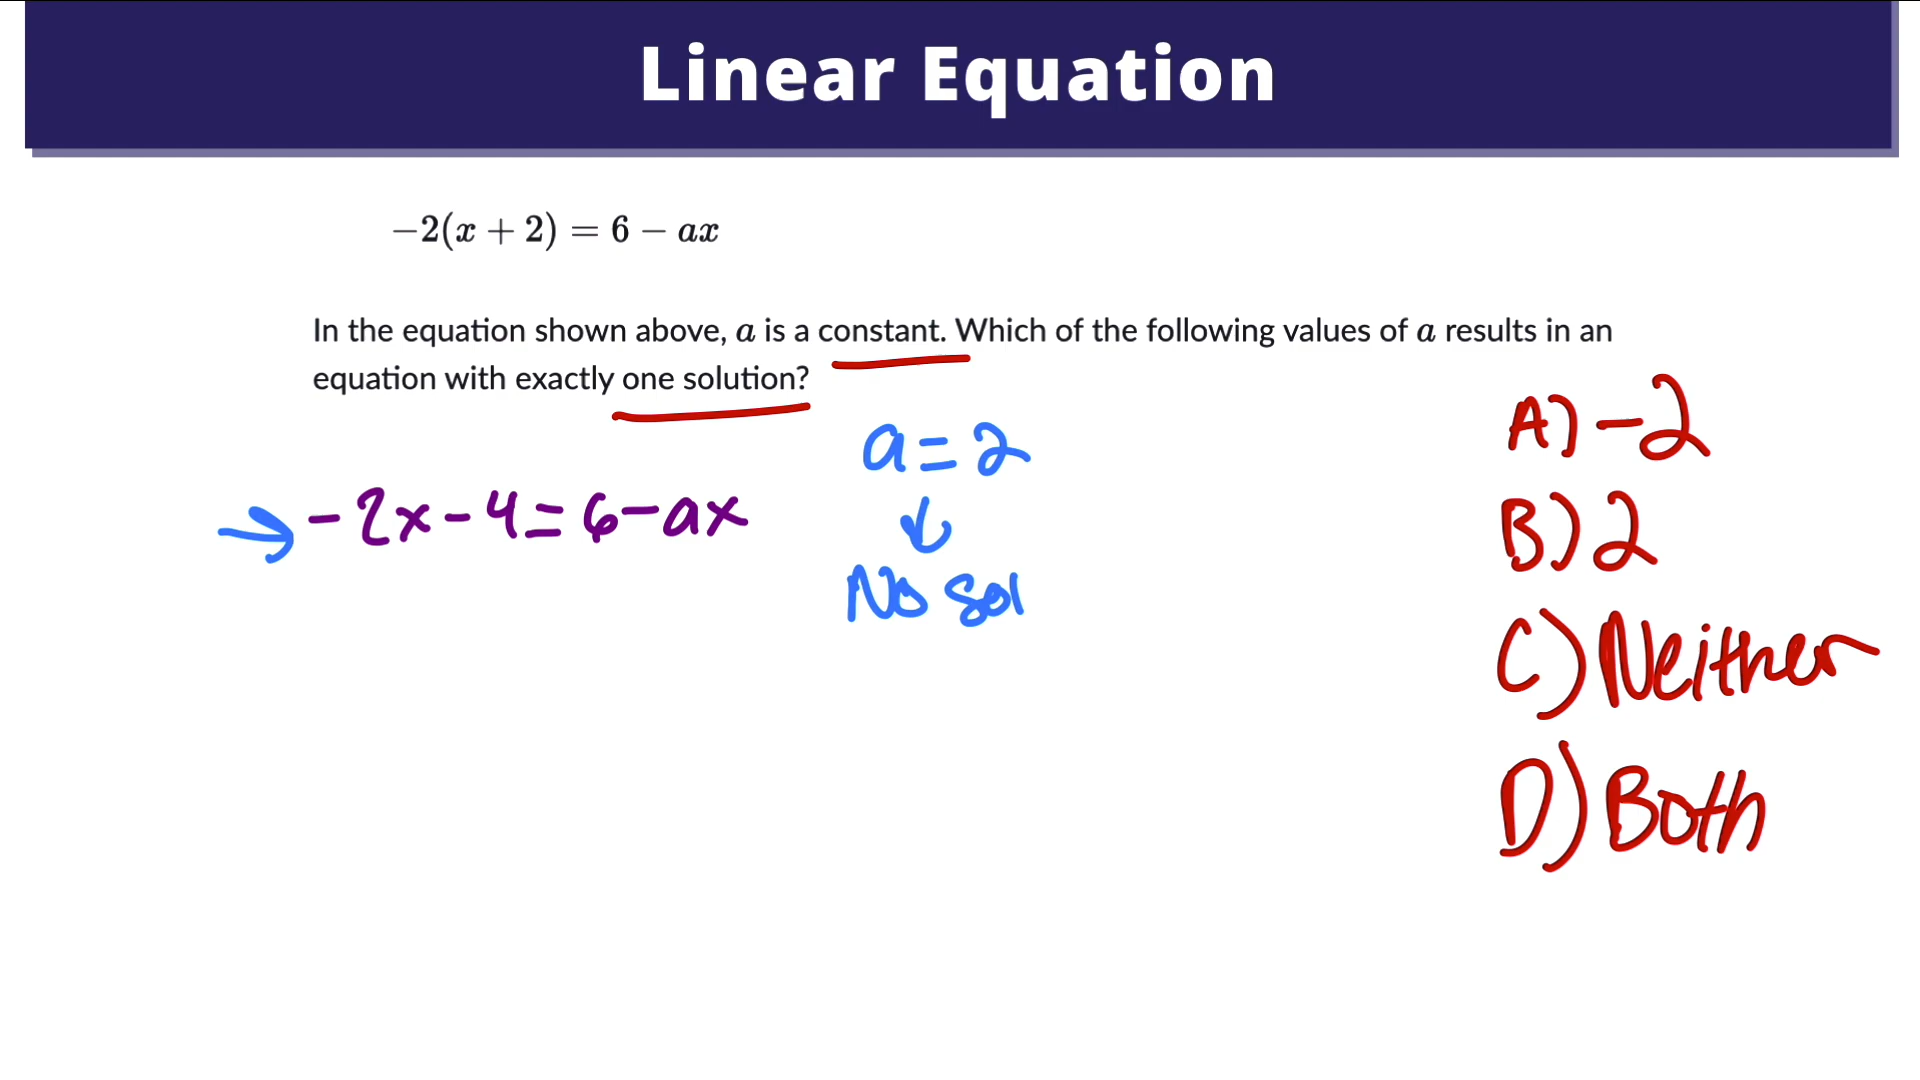 Linear Equation
−2(x + 2) = 6 − ax
In the equation shown above, a is a constant. Which of the following values of a results in an
equation with exactly one solution?
-2x-4=6-ax
a=2
No sol
A) -2
B) 2
C) Neither
D) Both